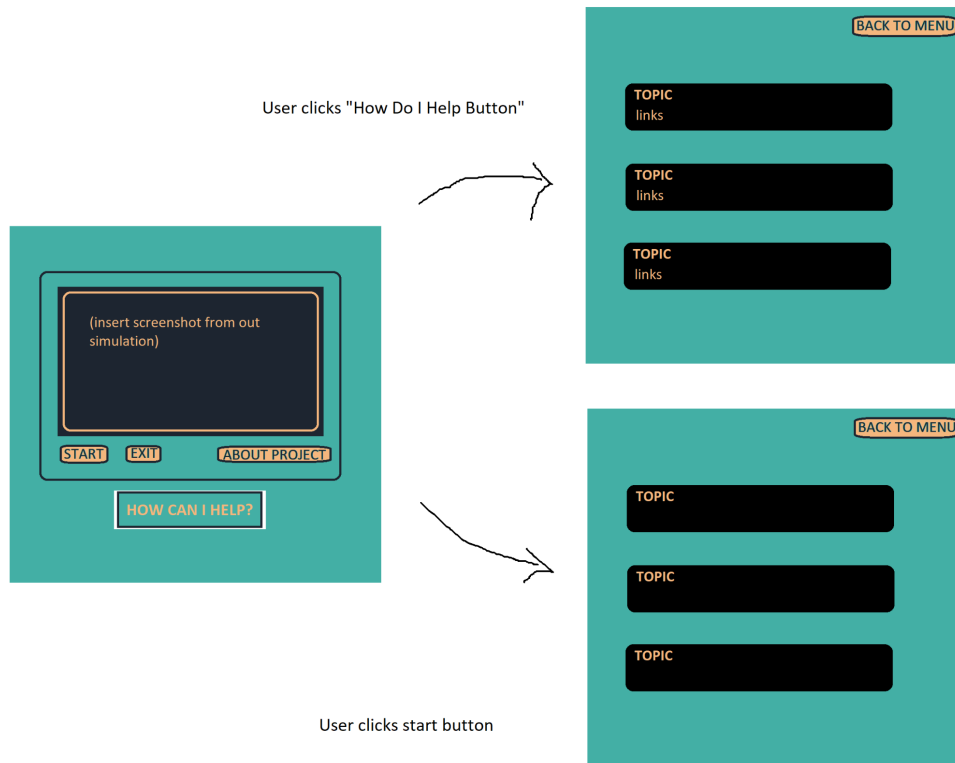 User clicks "How Do I Help Button"
(insert screenshot from out
simulation)
START
EXIT
ABOUT PROJECT
HOW CAN I HELP?
BACK TO MENU
TOPIC
links
TOPIC
links
TOPIC
links
User clicks start button
BACK TO MENU
TOPIC
TOPIC
TOPIC